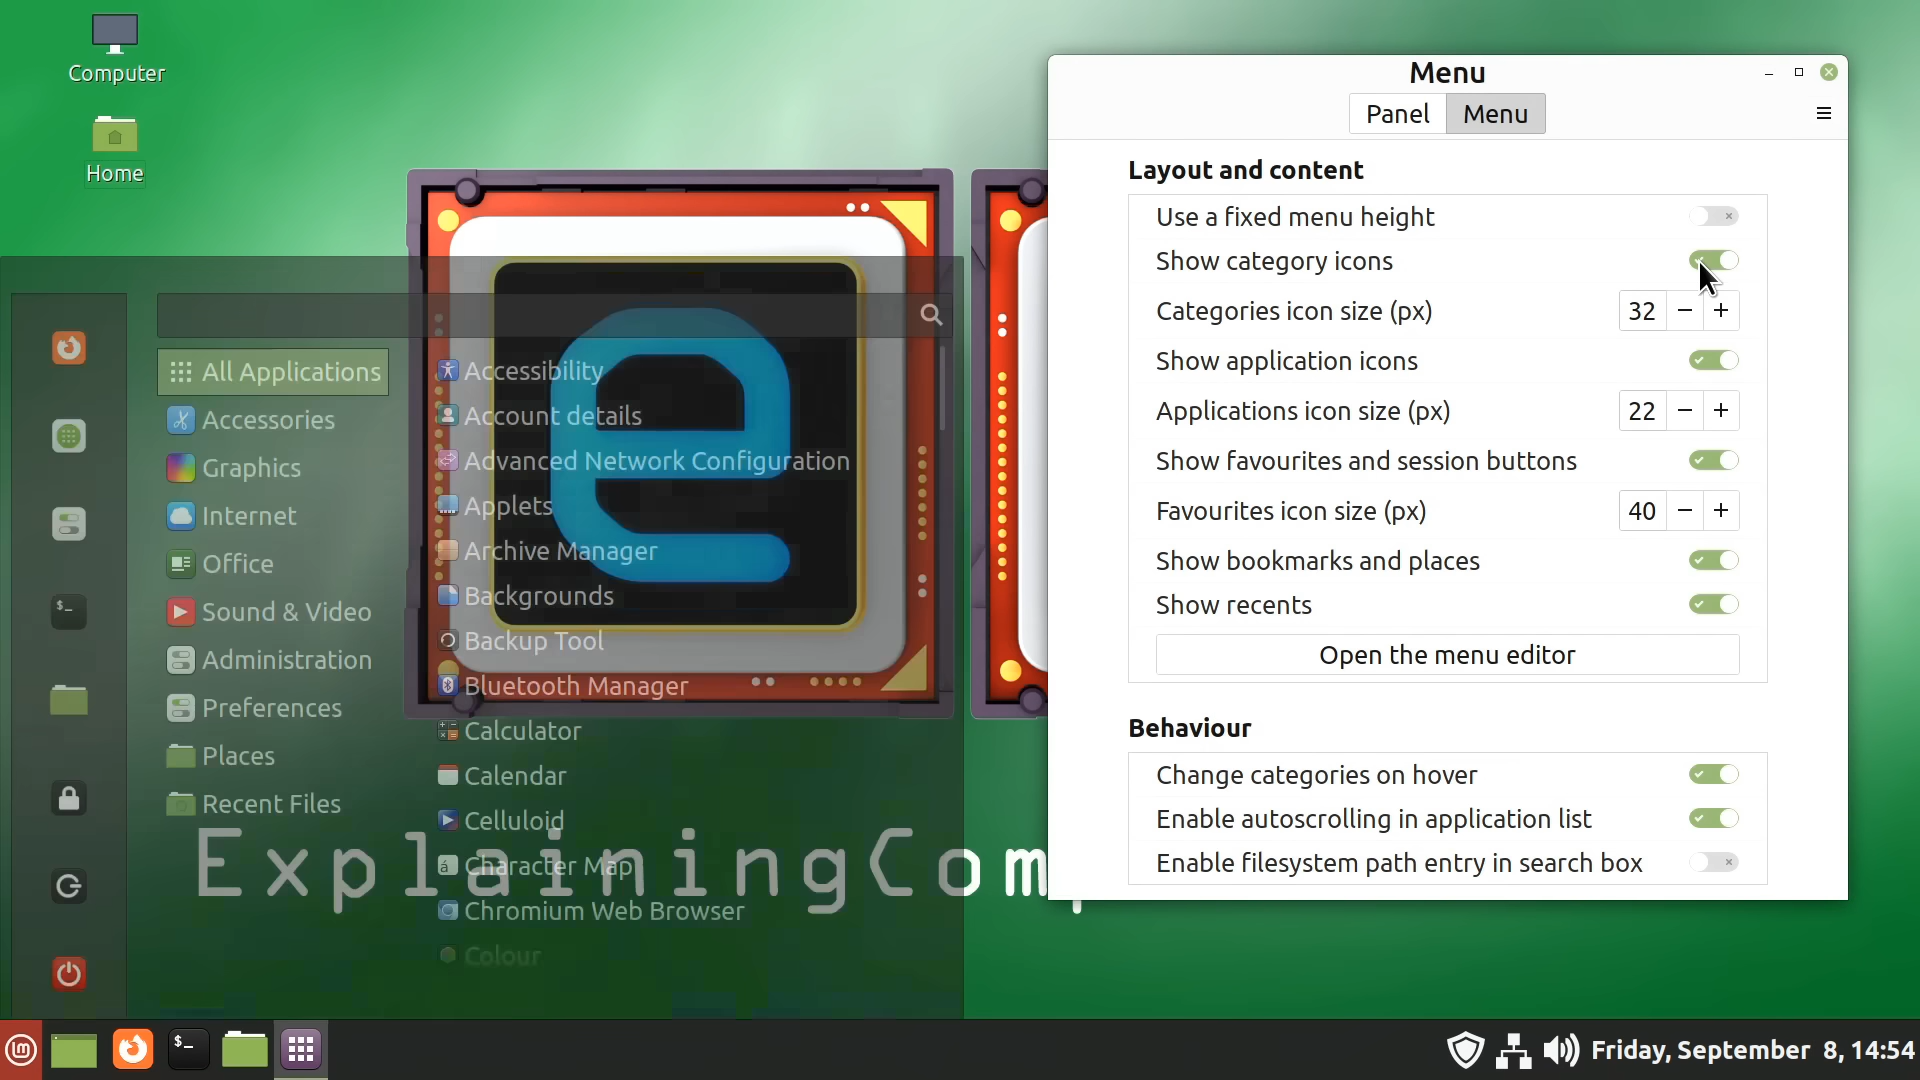 Computer
Home
All Applications
Accessories
Graphics
Internet
Office
Sound & Video
Administration
Preferences
Places
Recent Files
Accessibility
Account details
Advanced Network Configuration
Applets
Archive Manager
Backgrounds
Backup Tool
Bluetooth Manager
Calculator
Calendar
Celluloid
Character Map
Chromium Web Browser
Colour
ExplainingCom
Menu
Panel Menu
Layout and content
Use a fixed menu height
Show category icons
Categories icon size (px) 32 − +
Show application icons
Applications icon size (px) 22 − +
Show favourites and session buttons
Favourites icon size (px) 40 − +
Show bookmarks and places
Show recents
Open the menu editor
Behaviour
Change categories on hover
Enable autoscrolling in application list
Enable filesystem path entry in search box
Friday, September 8, 14:54